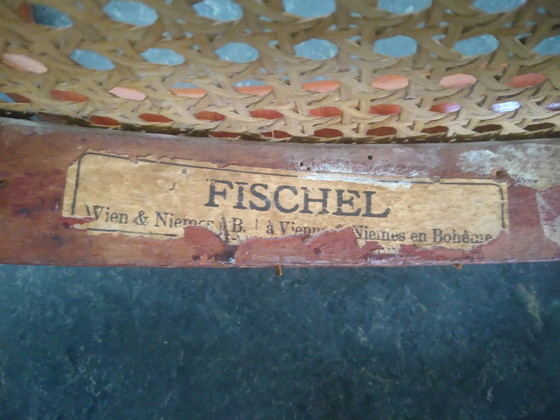 FISCHEL
Wien & Niemes i/B. | à Vienne & Niemes en Bohême